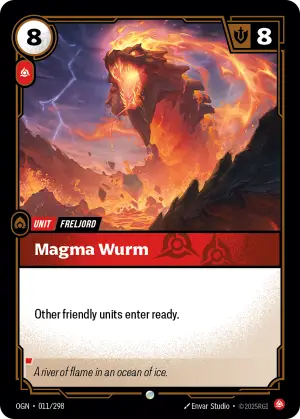 8
8
UNIT FRELJORD
Magma Wurm
Other friendly units enter ready.
A river of flame in an ocean of ice.
OGN • 011/298
Envar Studio • ©2025RGI